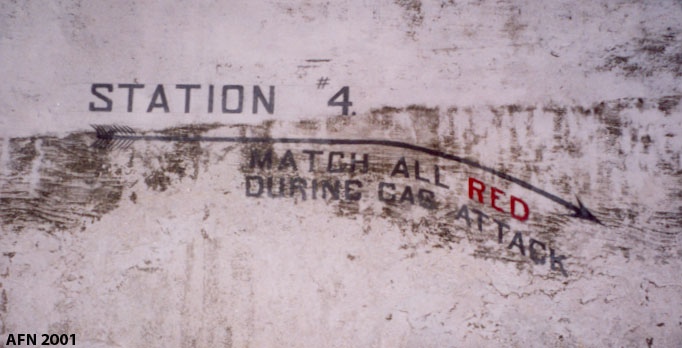 STATION #4.
MATCH ALL RED
DURING GAS ATTACK
AFN 2001